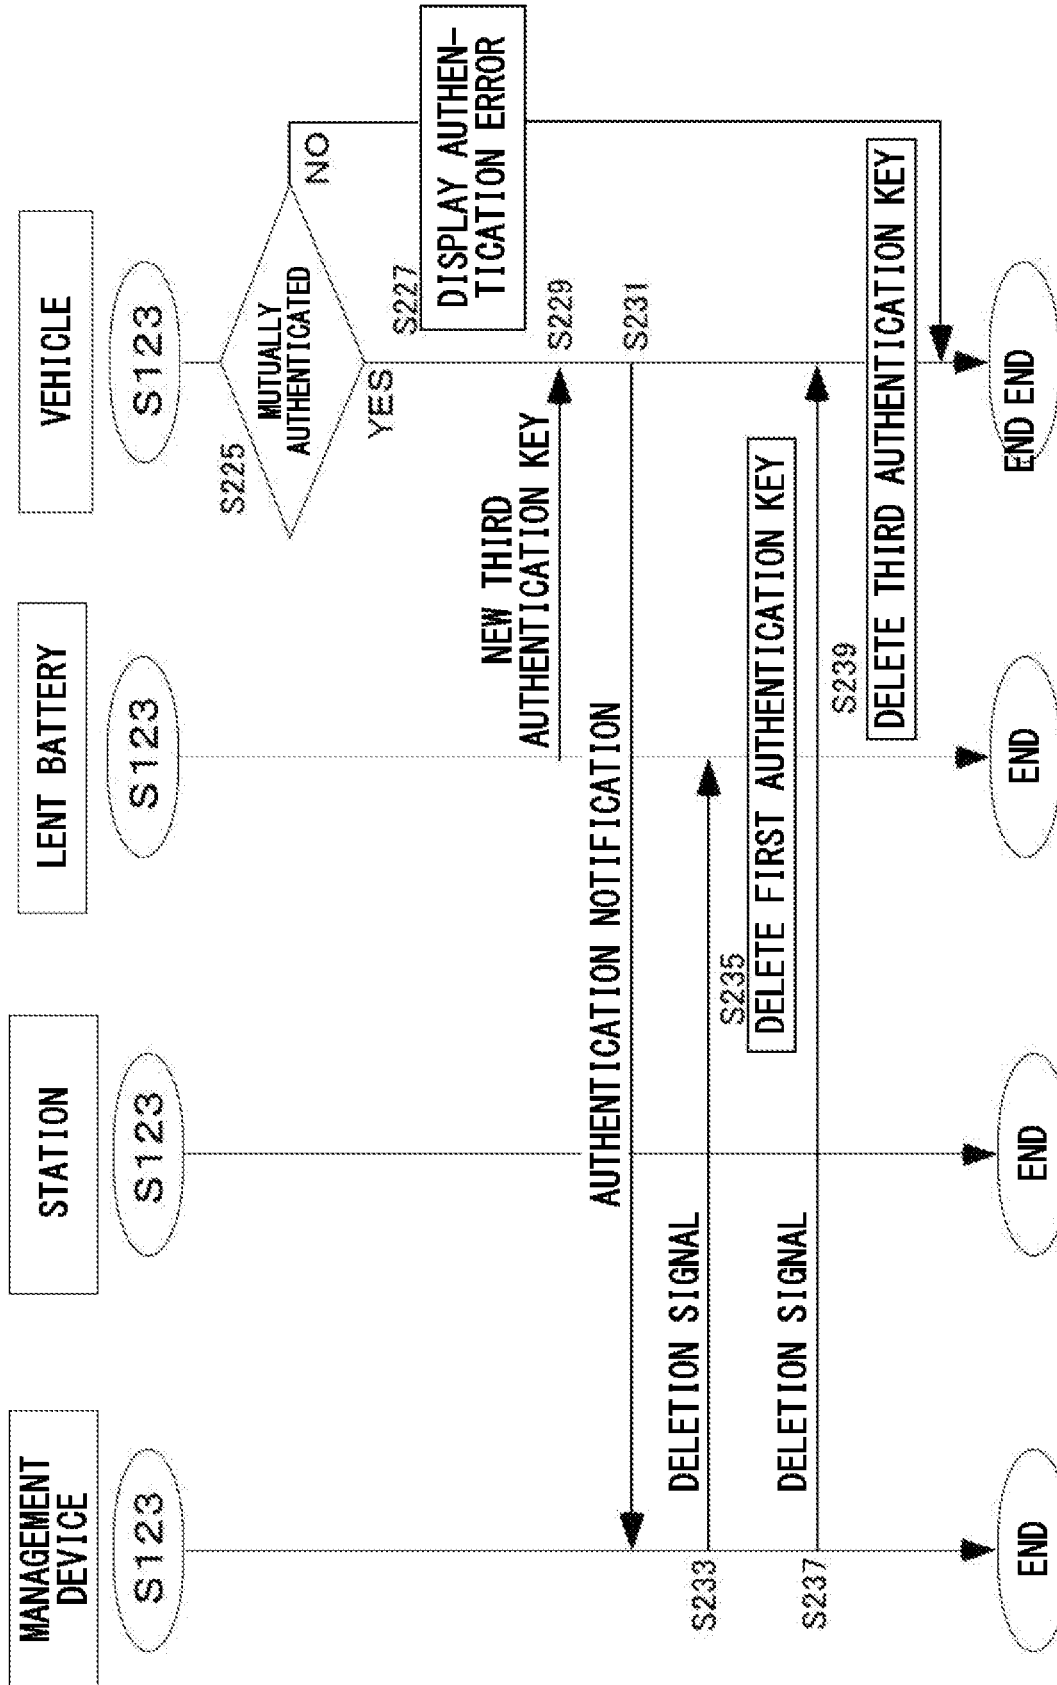 MANAGEMENT
DEVICE
STATION
LENT BATTERY
VEHICLE
S123
S123
S123
S123
S225
MUTUALLY
AUTHENTICATED
NO
YES
S227
DISPLAY AUTHEN-
TICATION ERROR
NEW THIRD
AUTHENTICATION KEY
S229
AUTHENTICATION NOTIFICATION
S231
S233
DELETION SIGNAL
S235
DELETE FIRST AUTHENTICATION KEY
S237
DELETION SIGNAL
S239
DELETE THIRD AUTHENTICATION KEY
END
END
END
END END